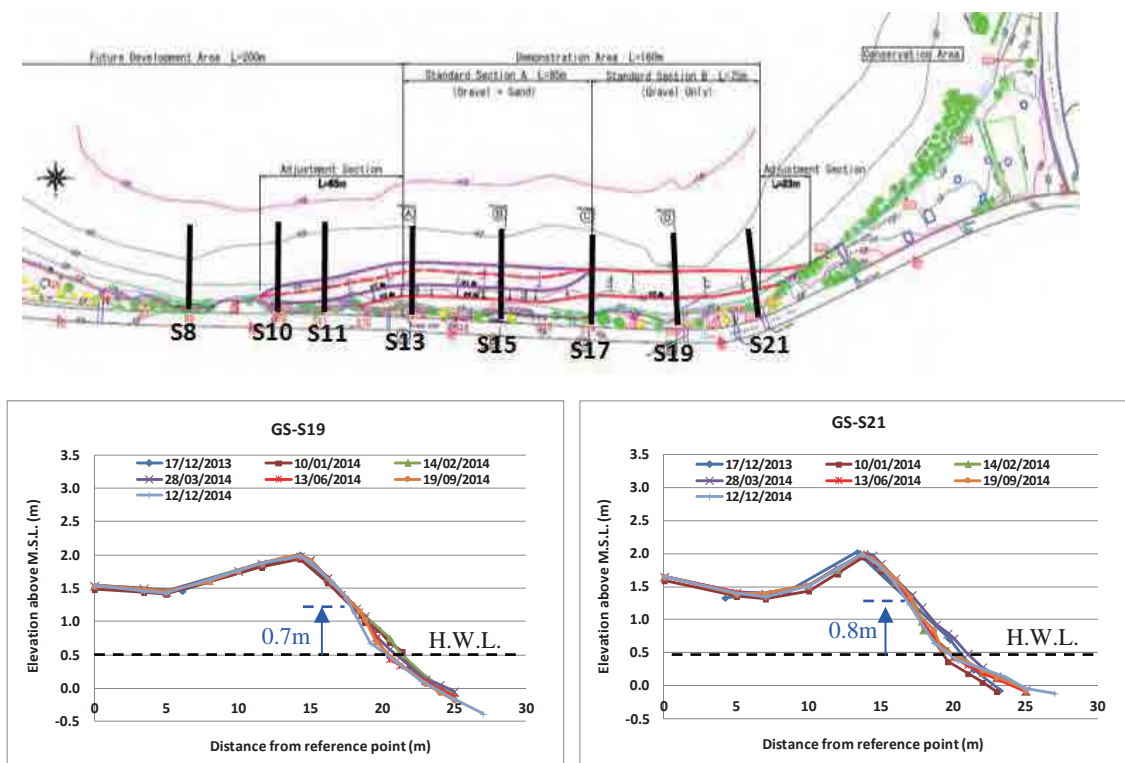 Future Development Area L=200m
Demonstration Area L=160m
Conservation Area
Standard Section A L=85m
Standard Section B L=75m
(Gravel + Sand)
(Gravel Only)
Adjustment Section
Adjustment Section
A
B
C
S8 S10 S11 S13 S15 S17 S19 S21
GS-S19
17/12/2013 10/01/2014 14/02/2014
28/03/2014 13/06/2014 19/09/2014
12/12/2014
Elevation above M.S.L. (m)
3.5
3.0
2.5
2.0
1.5
1.0
0.5
0.0
-0.5
0.7m
H.W.L.
0 5 10 15 20 25 30
Distance from reference point (m)
GS-S21
17/12/2013 10/01/2014 14/02/2014
28/03/2014 13/06/2014 19/09/2014
12/12/2014
Elevation above M.S.L. (m)
3.5
3.0
2.5
2.0
1.5
1.0
0.5
0.0
-0.5
0.8m
H.W.L.
0 5 10 15 20 25 30
Distance from reference point (m)